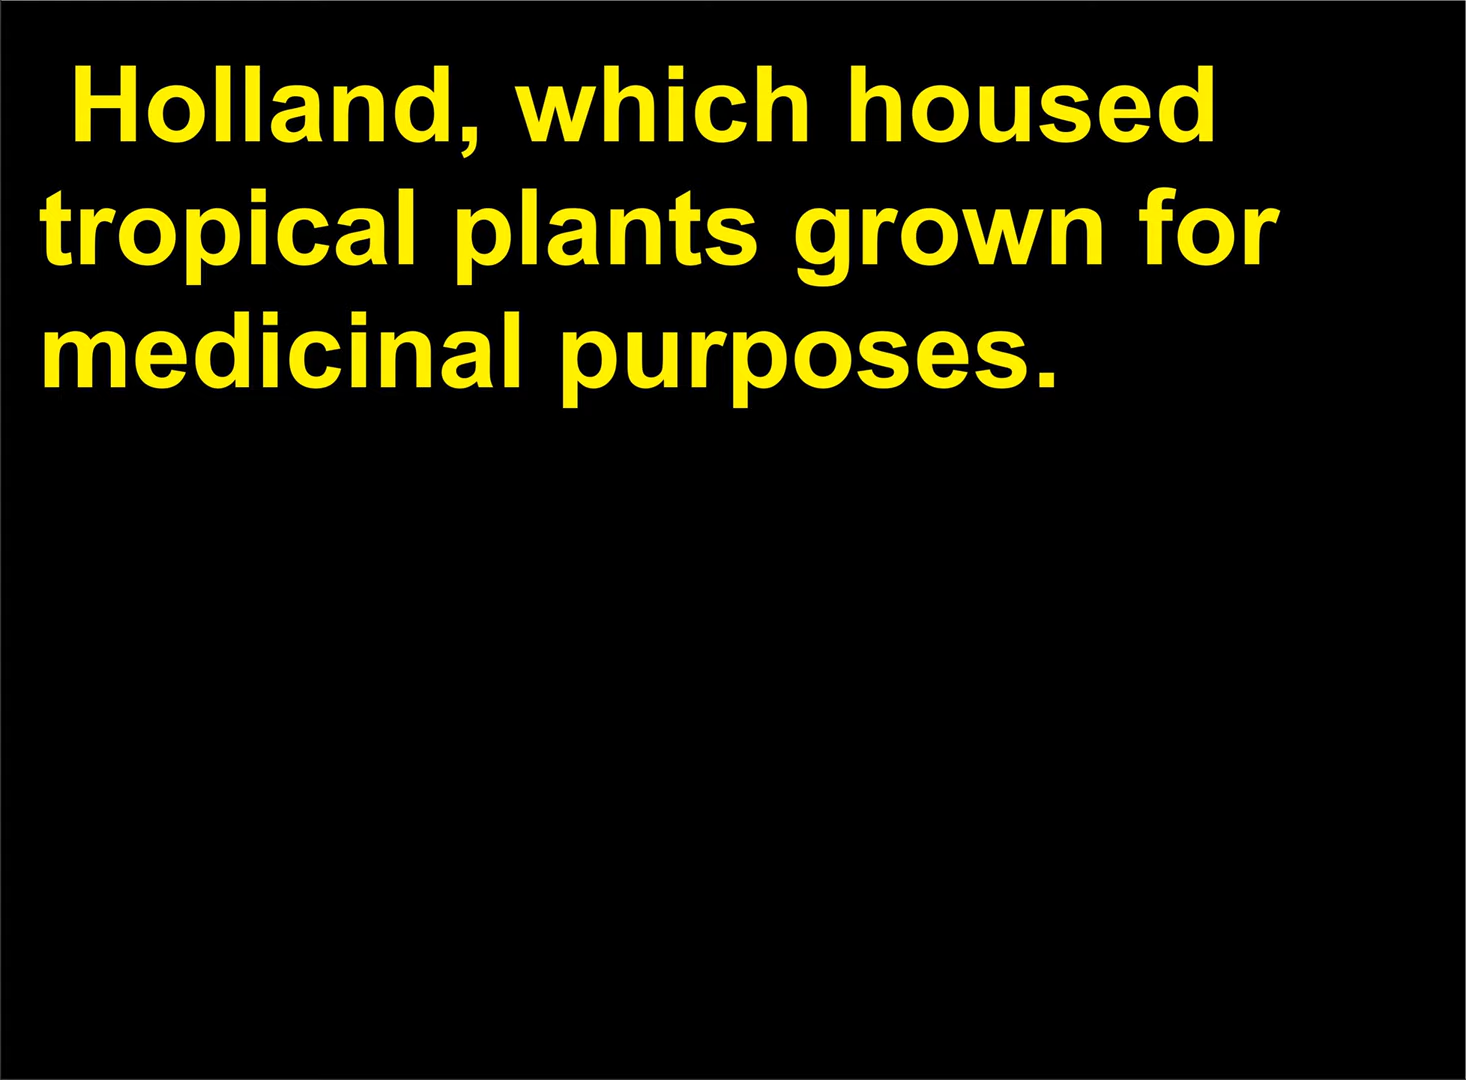 Holland, which housed
tropical plants grown for
medicinal purposes.